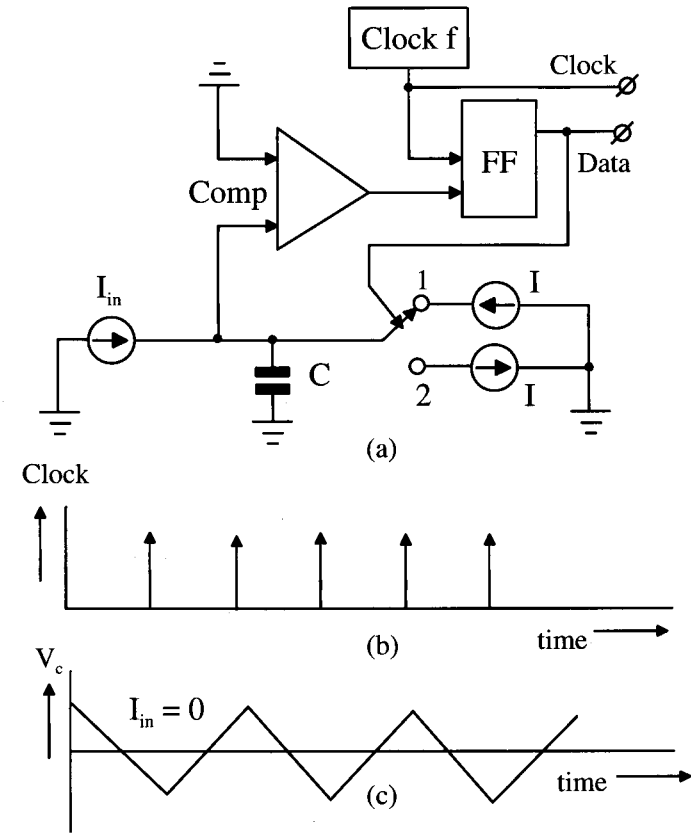 Clock f
Clock
FF
Data
Comp
I_in
1
I
C
2
I
(a)
Clock
(b)
time
V_c
I_in = 0
(c)
time